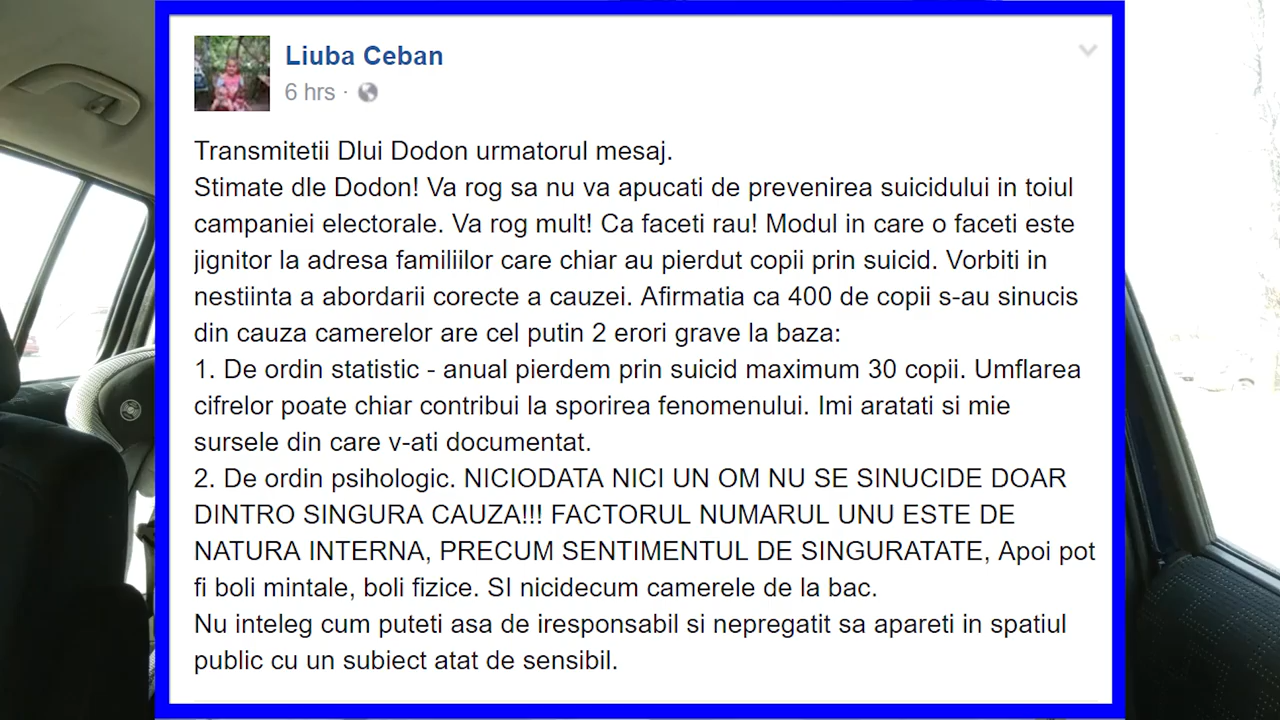 Liuba Ceban
6 hrs ·
Transmitetii Dlui Dodon urmatorul mesaj.
Stimate dle Dodon! Va rog sa nu va apucati de prevenirea suicidului in toiul
campaniei electorale. Va rog mult! Ca faceti rau! Modul in care o faceti este
jignitor la adresa familiilor care chiar au pierdut copii prin suicid. Vorbiti in
nestiinta a abordarii corecte a cauzei. Afirmatia ca 400 de copii s-au sinucis
din cauza camerelor are cel putin 2 erori grave la baza:
1. De ordin statistic - anual pierdem prin suicid maximum 30 copii. Umflarea
cifrelor poate chiar contribui la sporirea fenomenului. Imi aratati si mie
sursele din care v-ati documentat.
2. De ordin psihologic. NICIODATA NICI UN OM NU SE SINUCIDE DOAR
DINTRO SINGURA CAUZA!!! FACTORUL NUMARUL UNU ESTE DE
NATURA INTERNA, PRECUM SENTIMENTUL DE SINGURATATE, Apoi pot
fi boli mintale, boli fizice. SI nicidecum camerele de la bac.
Nu inteleg cum puteti asa de iresponsabil si nepregatit sa apareti in spatiul
public cu un subiect atat de sensibil.